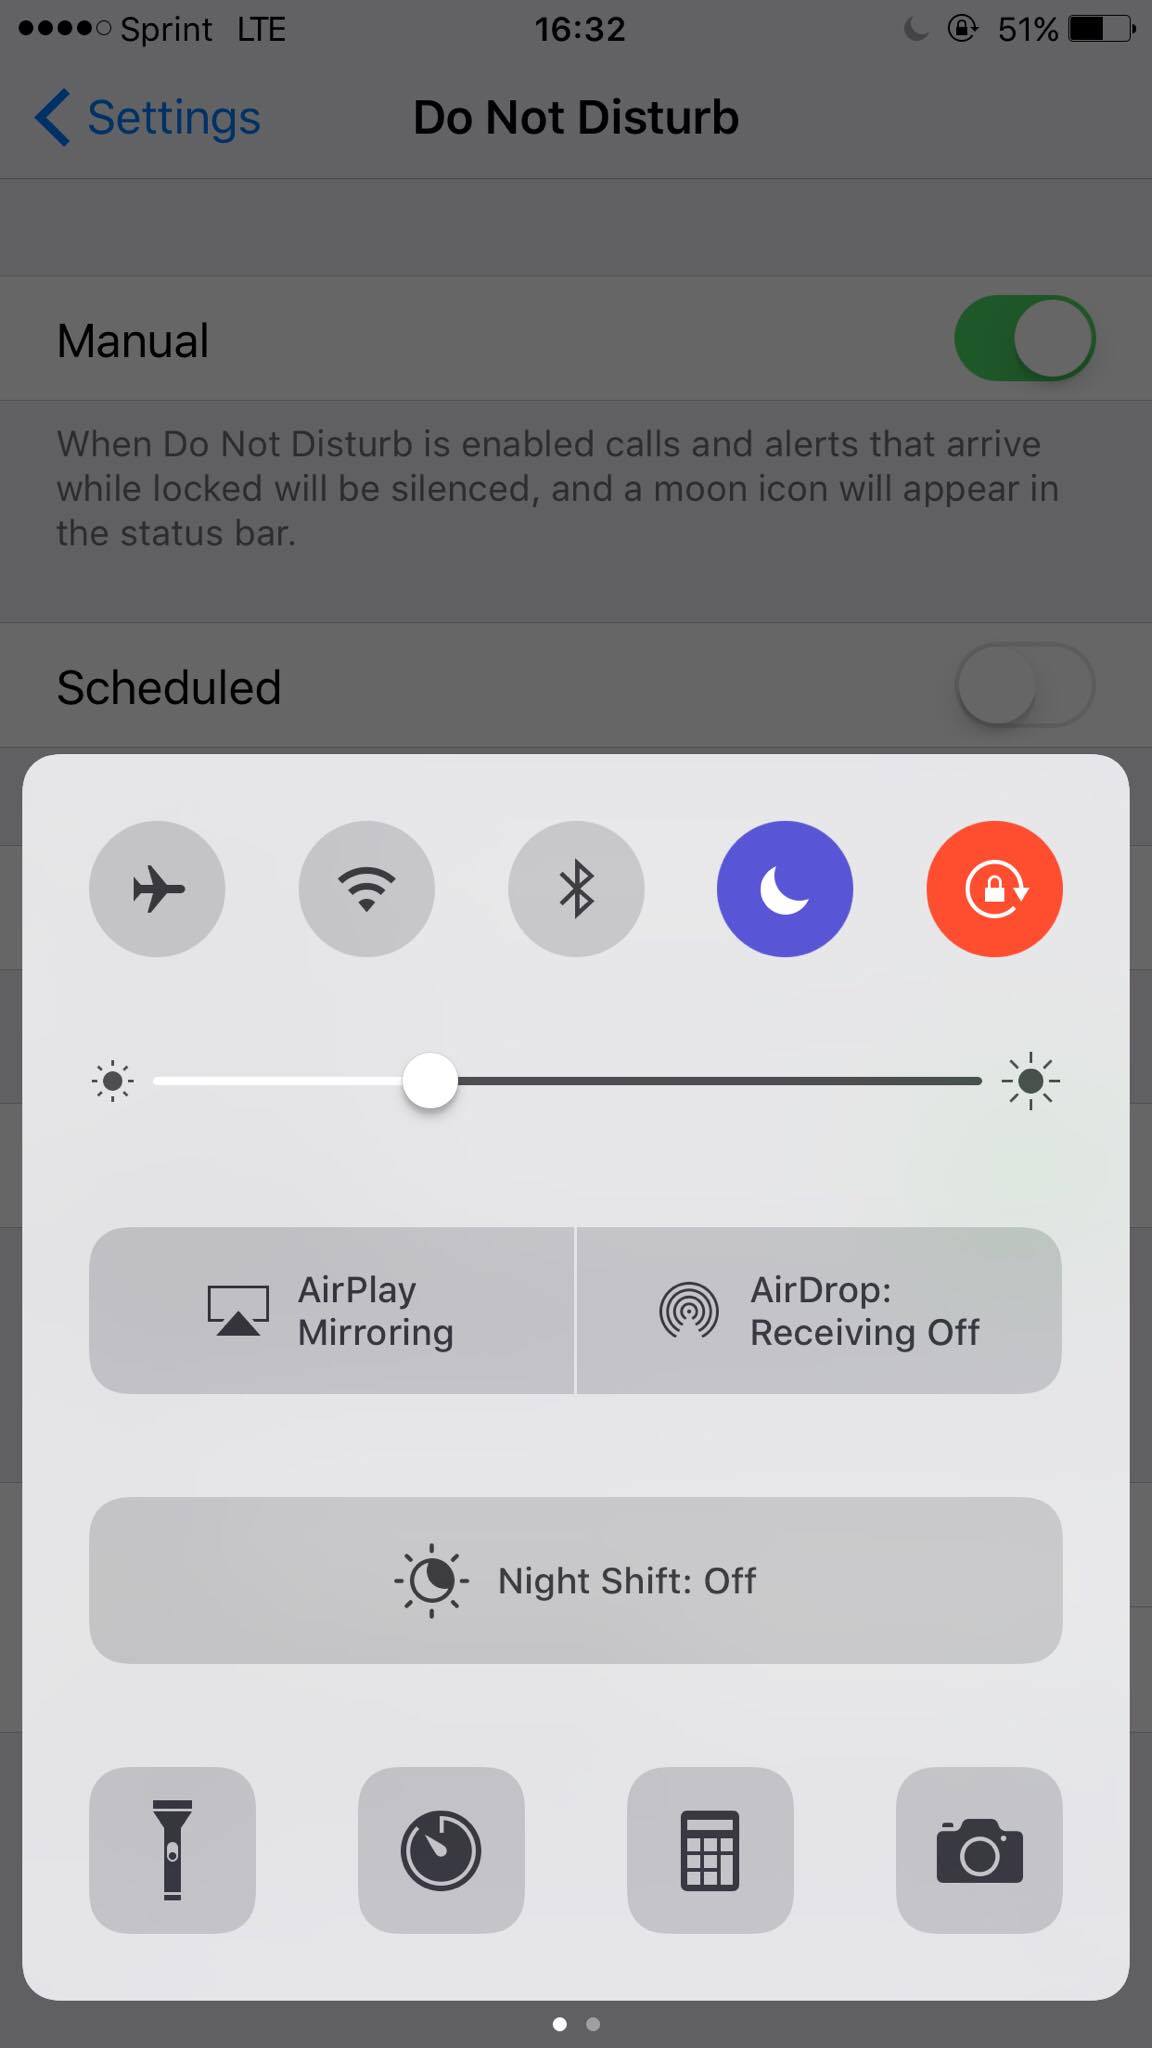 Sprint LTE 16:32 51%
Settings Do Not Disturb
Manual
When Do Not Disturb is enabled calls and alerts that arrive
while locked will be silenced, and a moon icon will appear in
the status bar.
Scheduled
AirPlay
Mirroring
AirDrop:
Receiving Off
Night Shift: Off